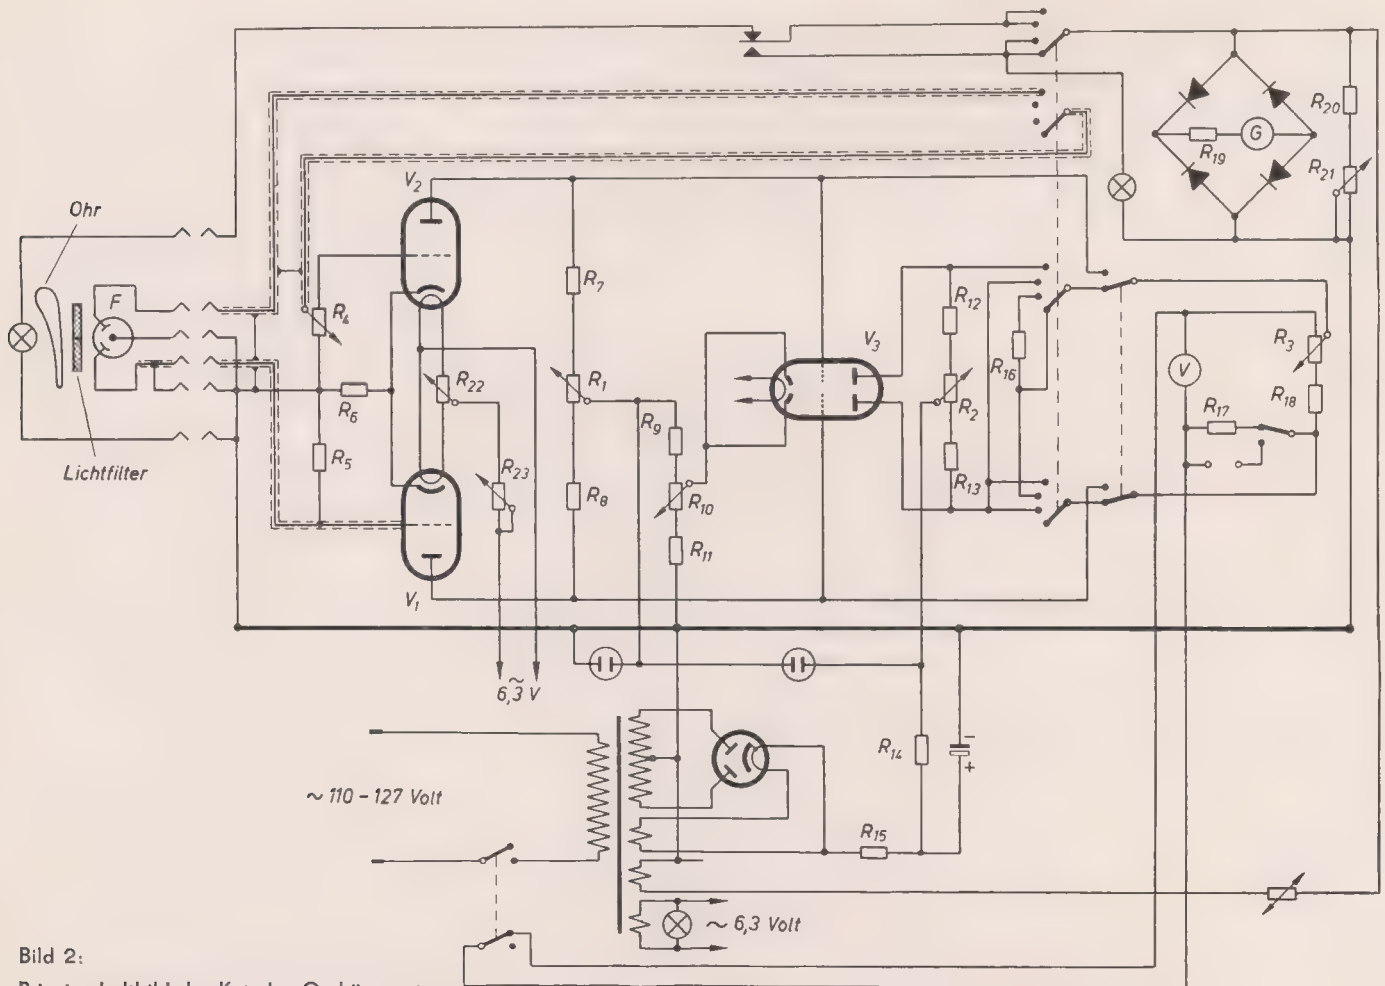 R20
G
R19
R21
V2
Ohr
F
R4
R7
R12
V3
R16
R3
R22
R1
R2
V
R6
R9
R17
R18
Lichtfilter
R5
R23
R8
R10
R13
R11
V1
~
6,3 V
− 
R14
+
~ 110 – 127 Volt
R15
~ 6,3 Volt
Bild 2: